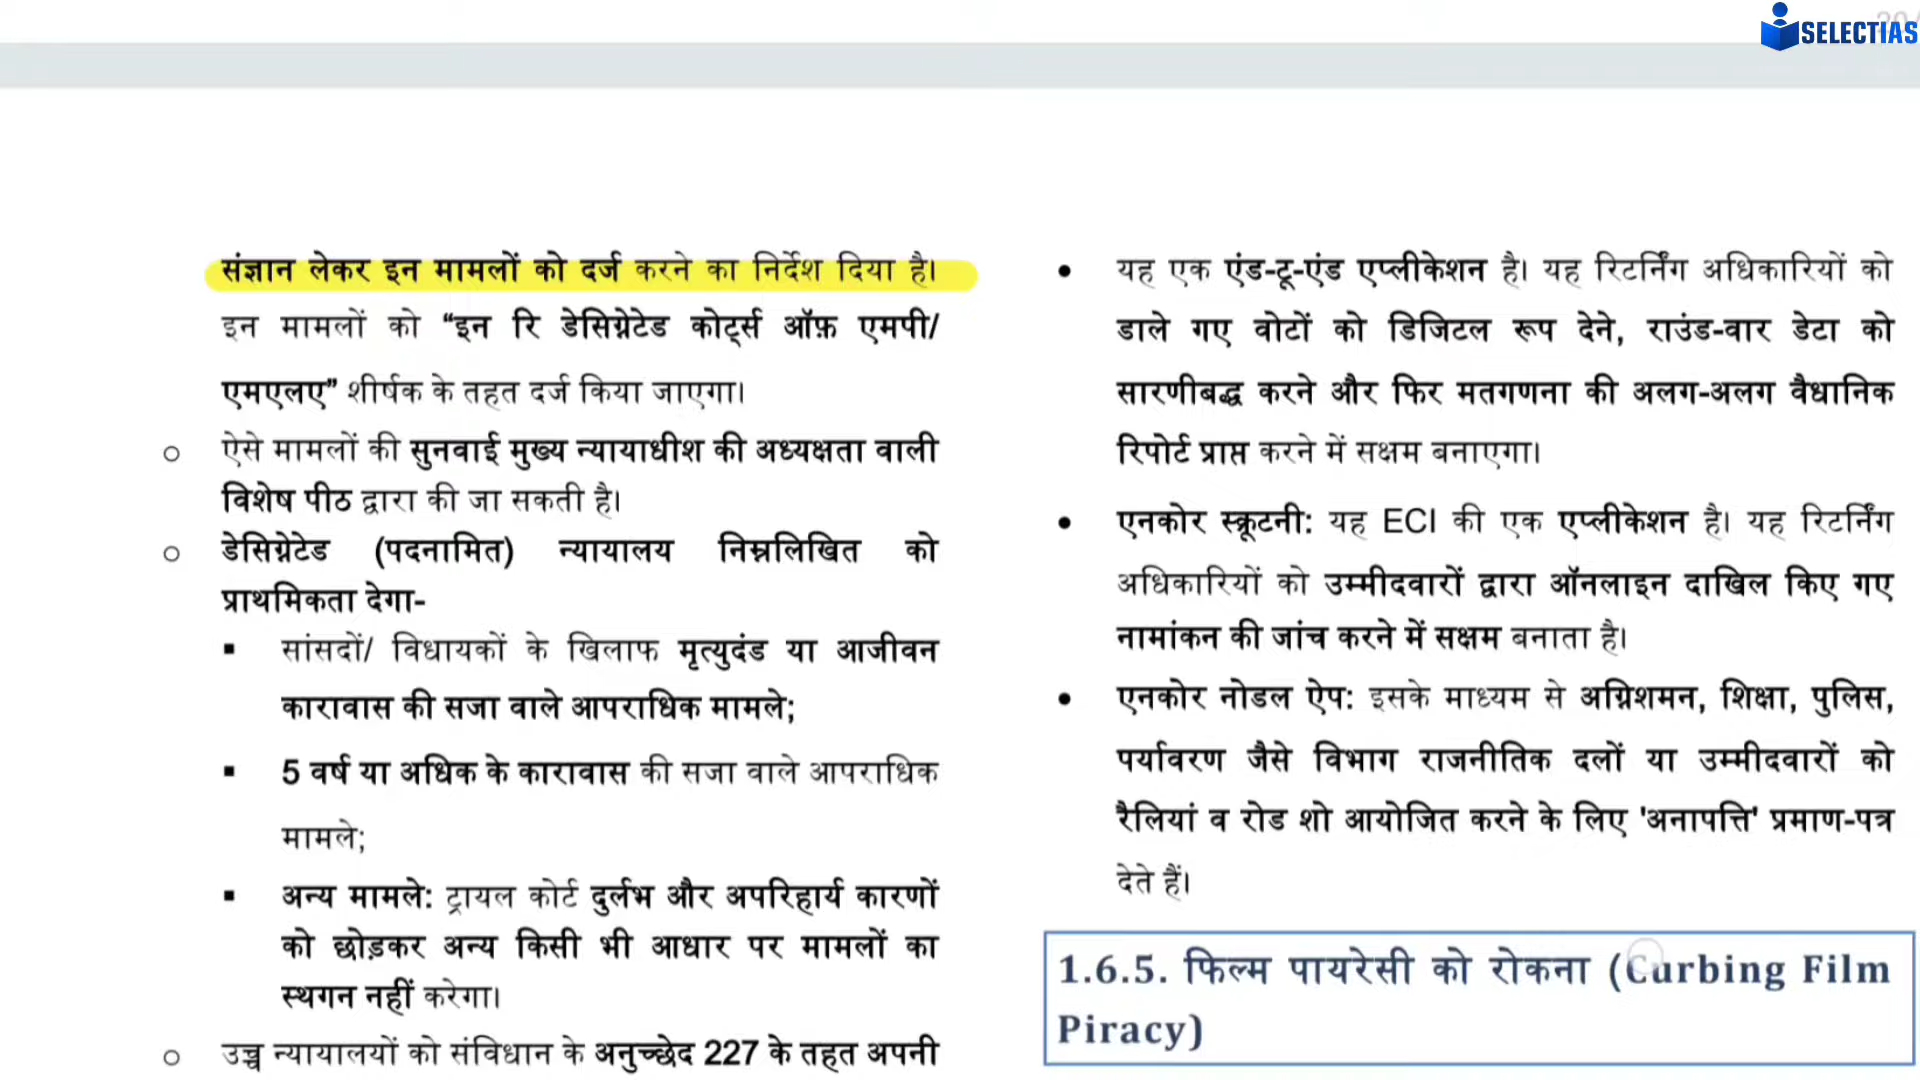 SELECTIAS
संज्ञान लेकर इन मामलों को दर्ज करने का निर्देश दिया है।
इन मामलों को “इन रि डेसिग्नेटेड कोर्ट्स ऑफ़ एमपी/
एमएलए” शीर्षक के तहत दर्ज किया जाएगा।
○ ऐसे मामलों की सुनवाई मुख्य न्यायाधीश की अध्यक्षता वाली
विशेष पीठ द्वारा की जा सकती है।
○ डेसिग्नेटेड (पदनामित) न्यायालय निम्नलिखित को
प्राथमिकता देगा-
▪ सांसदों/ विधायकों के खिलाफ मृत्युदंड या आजीवन
कारावास की सजा वाले आपराधिक मामले;
▪ 5 वर्ष या अधिक के कारावास की सजा वाले आपराधिक
मामले;
▪ अन्य मामले: ट्रायल कोर्ट दुर्लभ और अपरिहार्य कारणों
को छोड़कर अन्य किसी भी आधार पर मामलों का
स्थगन नहीं करेगा।
○ उच्च न्यायालयों को संविधान के अनुच्छेद 227 के तहत अपनी
● यह एक एंड-टू-एंड एप्लीकेशन है। यह रिटर्निंग अधिकारियों को
डाले गए वोटों को डिजिटल रूप देने, राउंड-वार डेटा को
सारणीबद्ध करने और फिर मतगणना की अलग-अलग वैधानिक
रिपोर्ट प्राप्त करने में सक्षम बनाएगा।
● एनकोर स्क्रूटनी: यह ECI की एक एप्लीकेशन है। यह रिटर्निंग
अधिकारियों को उम्मीदवारों द्वारा ऑनलाइन दाखिल किए गए
नामांकन की जांच करने में सक्षम बनाता है।
● एनकोर नोडल ऐप: इसके माध्यम से अग्निशमन, शिक्षा, पुलिस,
पर्यावरण जैसे विभाग राजनीतिक दलों या उम्मीदवारों को
रैलियां व रोड शो आयोजित करने के लिए 'अनापत्ति' प्रमाण-पत्र
देते हैं।
1.6.5. फिल्म पायरेसी को रोकना (Curbing Film
Piracy)